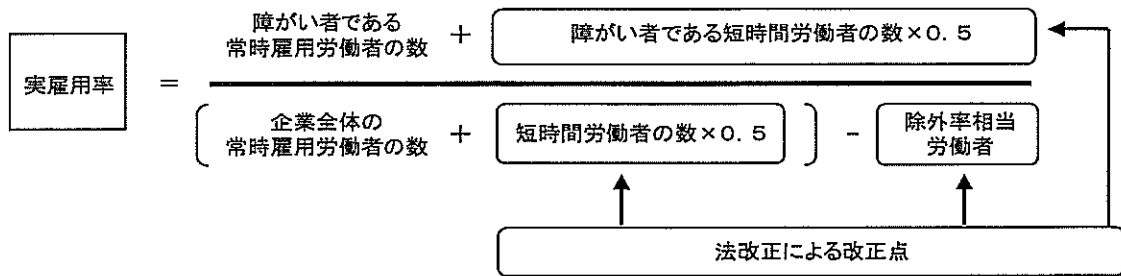 実雇用率
=
障がい者である
常時雇用労働者の数
+
障がい者である短時間労働者の数×0.5
企業全体の
常時雇用労働者の数
+
短時間労働者の数×0.5
-
除外率相当
労働者
法改正による改正点